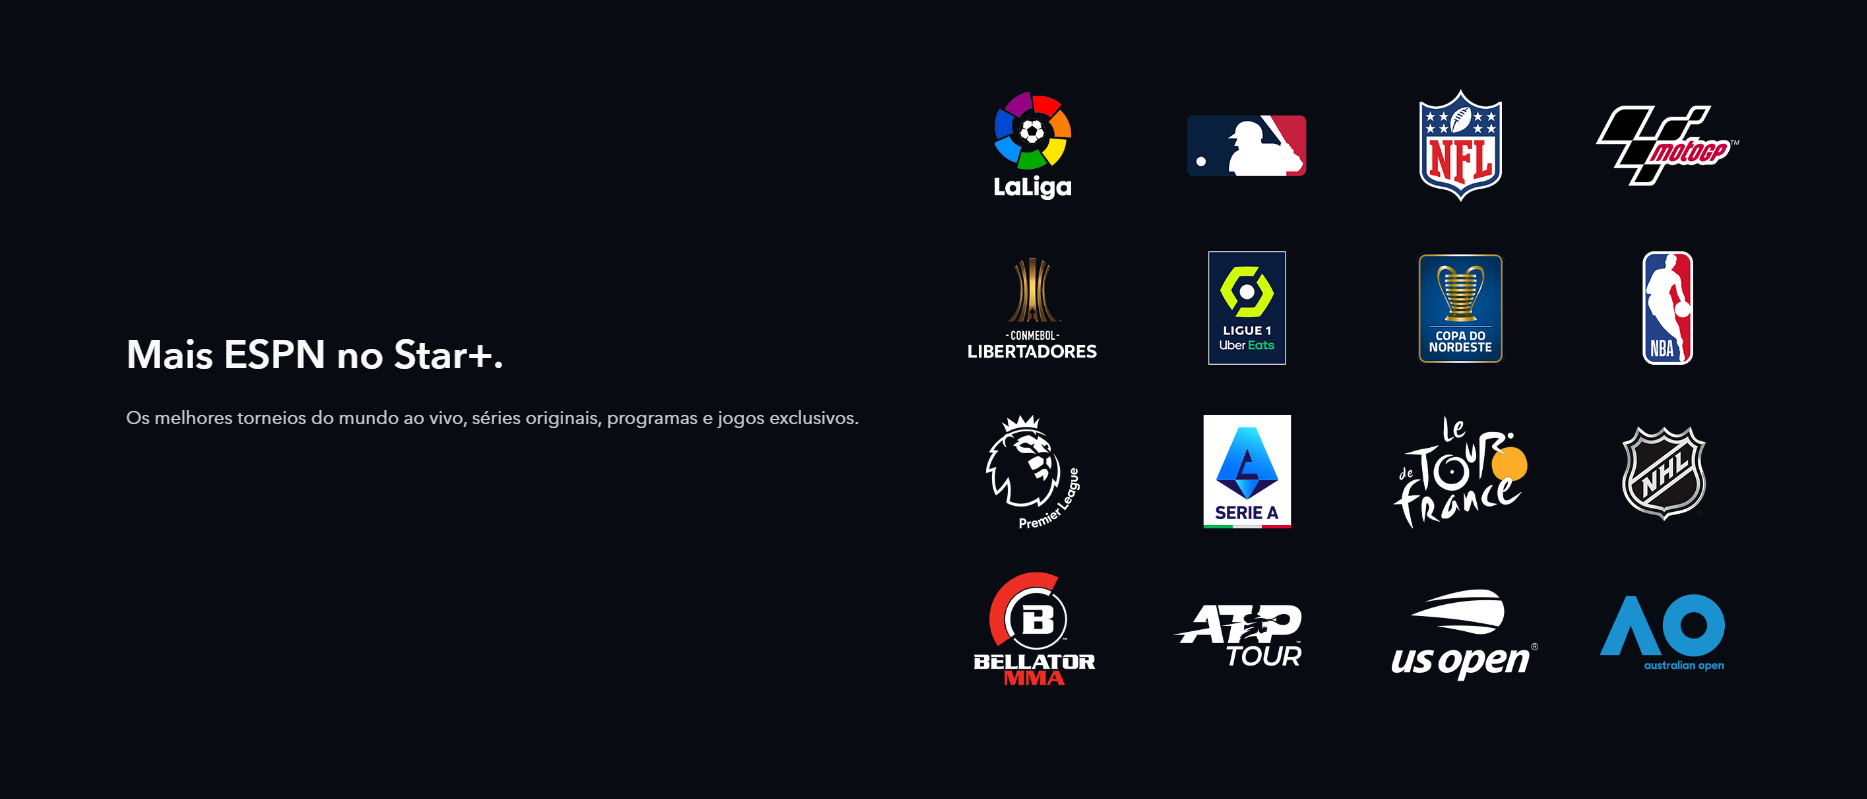 Mais ESPN no Star+.
Os melhores torneios do mundo ao vivo, séries originais, programas e jogos exclusivos.
LaLiga
NFL
motoGP™
- CONMEBOL -
LIBERTADORES
LIGUE 1
Uber Eats
COPA DO
NORDESTE
NBA
Premier League
SERIE A
Le
de Tour
france
NHL
B
BELLATOR
MMA
ATP
TOUR
us open®
AO
australian open